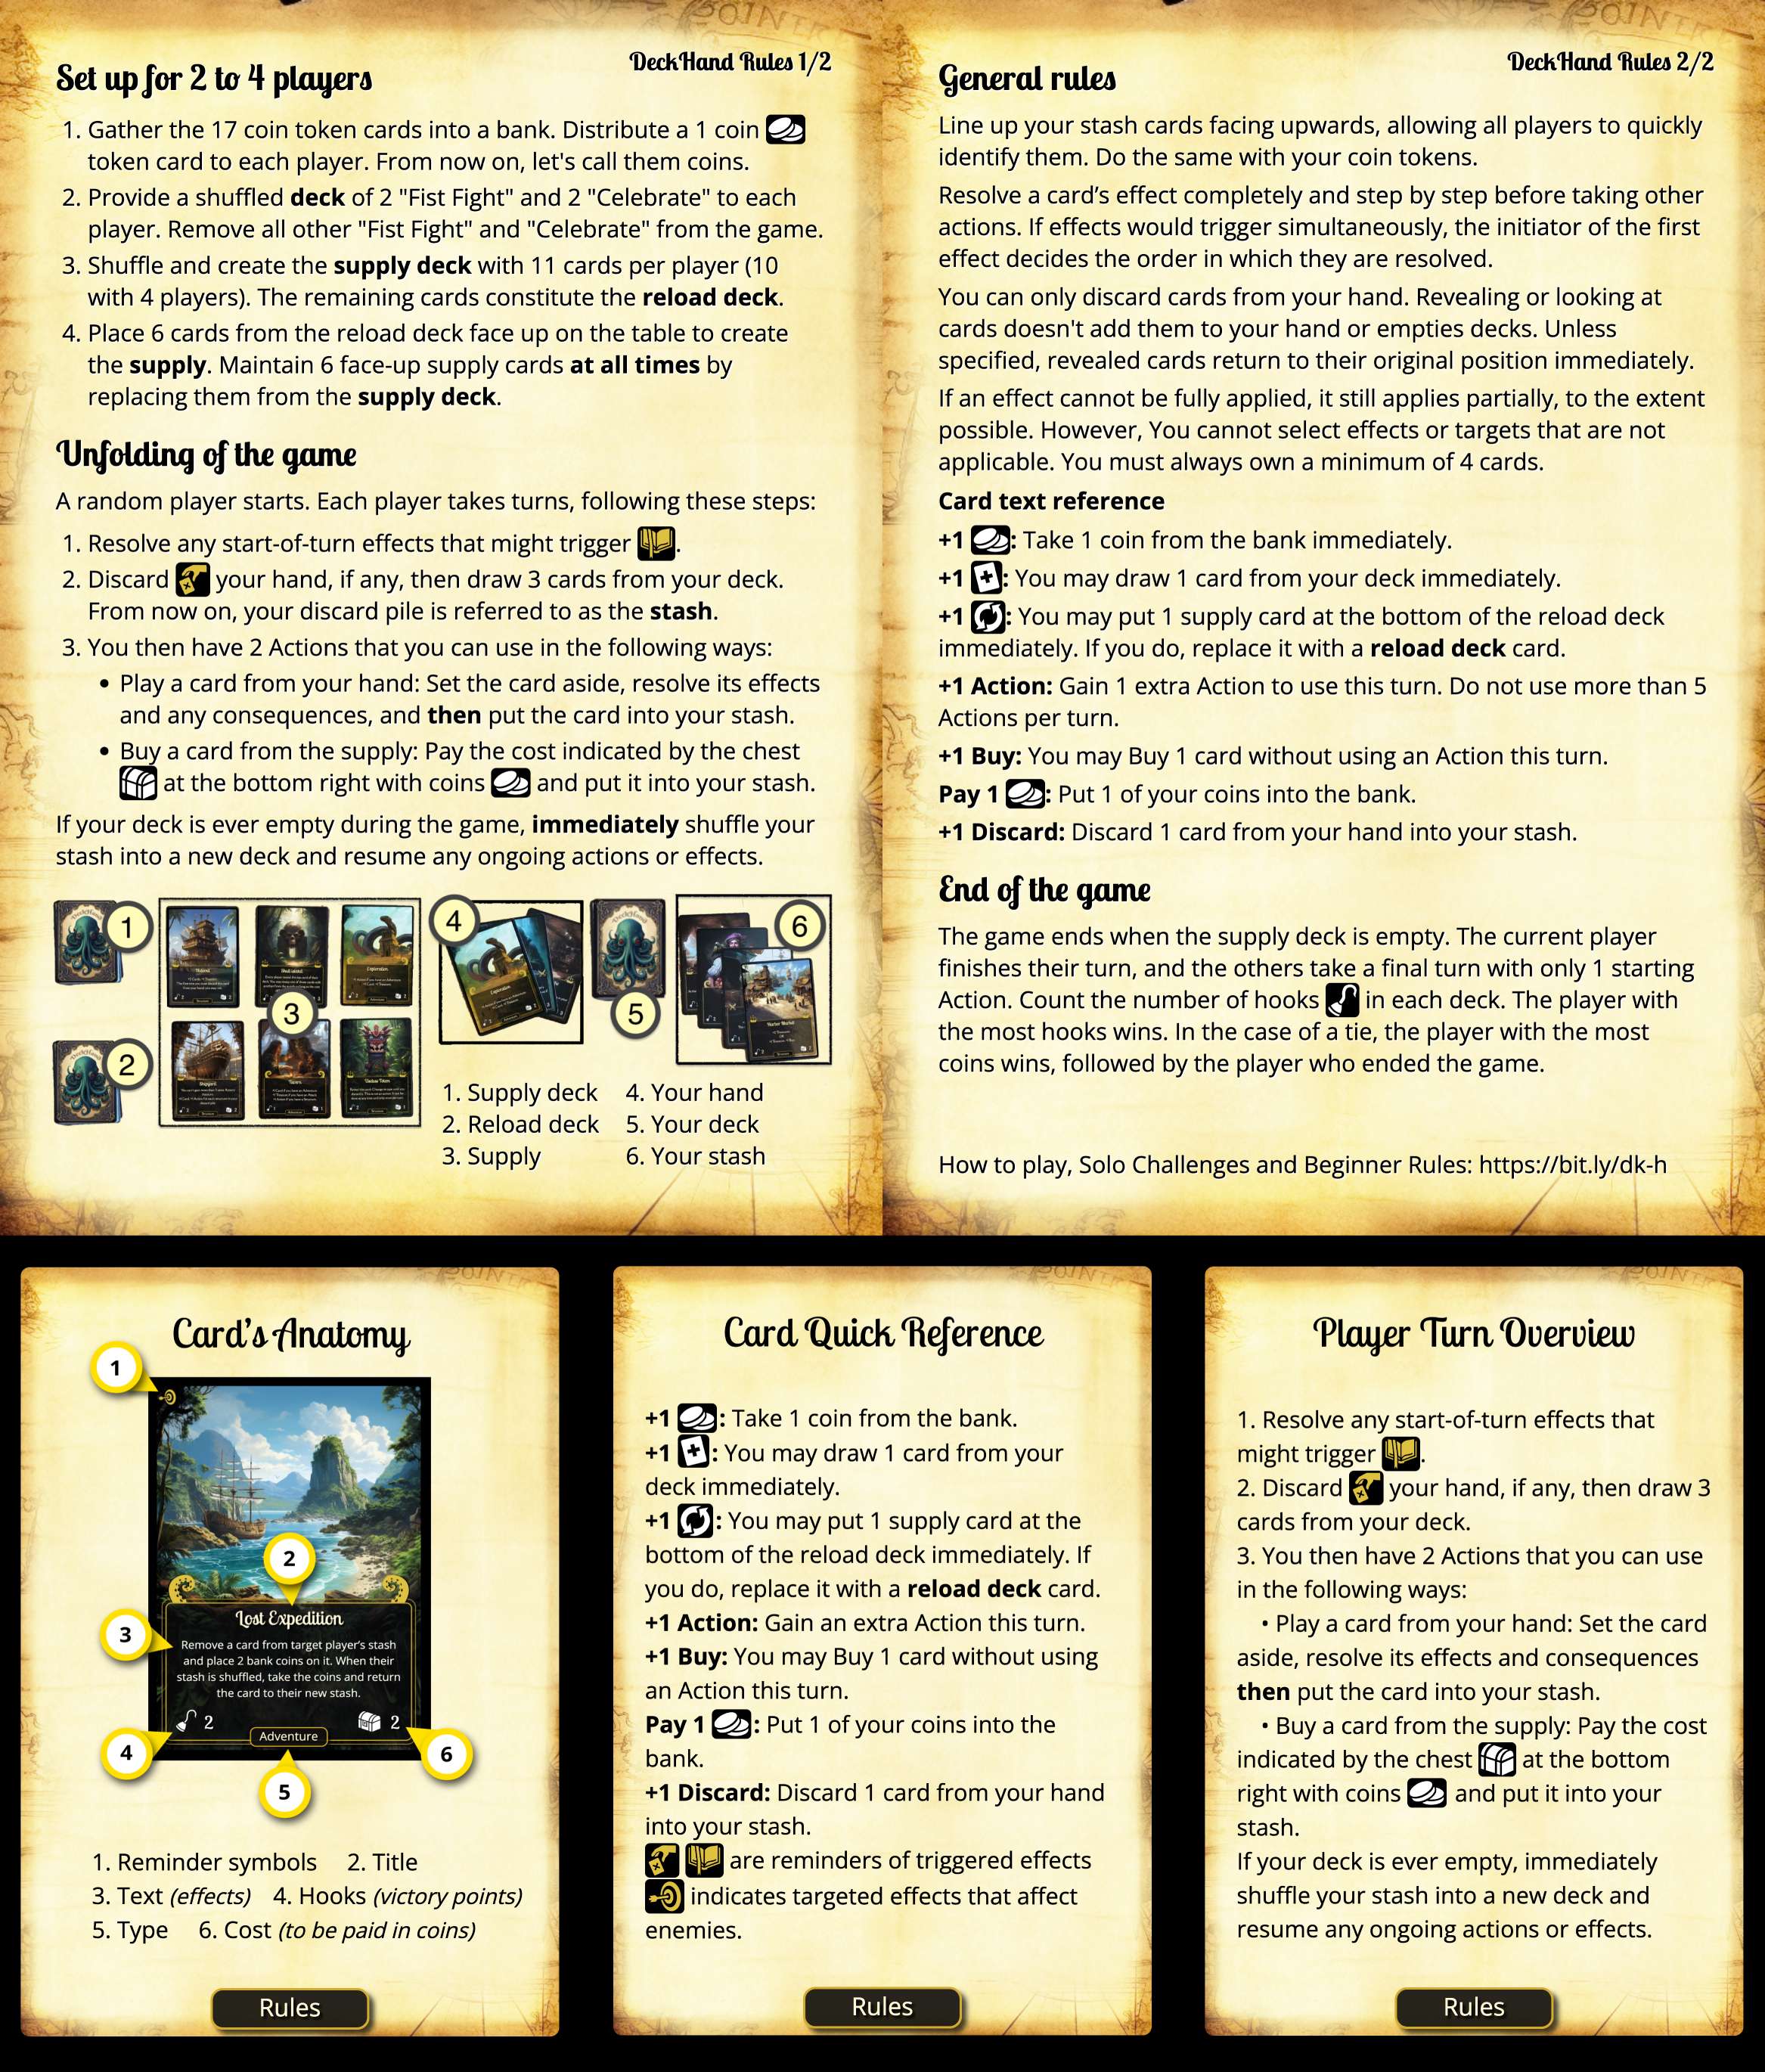 DeckHand Rules 1/2
Set up for 2 to 4 players
1. Gather the 17 coin token cards into a bank. Distribute a 1 coin
token card to each player. From now on, let's call them coins.
2. Provide a shuffled deck of 2 "Fist Fight" and 2 "Celebrate" to each
player. Remove all other "Fist Fight" and "Celebrate" from the game.
3. Shuffle and create the supply deck with 11 cards per player (10
with 4 players). The remaining cards constitute the reload deck.
4. Place 6 cards from the reload deck face up on the table to create
the supply. Maintain 6 face-up supply cards at all times by
replacing them from the supply deck.
Unfolding of the game
A random player starts. Each player takes turns, following these steps:
1. Resolve any start-of-turn effects that might trigger .
2. Discard your hand, if any, then draw 3 cards from your deck.
From now on, your discard pile is referred to as the stash.
3. You then have 2 Actions that you can use in the following ways:
• Play a card from your hand: Set the card aside, resolve its effects
and any consequences, and then put the card into your stash.
• Buy a card from the supply: Pay the cost indicated by the chest
at the bottom right with coins and put it into your stash.
If your deck is ever empty during the game, immediately shuffle your
stash into a new deck and resume any ongoing actions or effects.
1
2
3
4
5
6
1. Supply deck 4. Your hand
2. Reload deck 5. Your deck
3. Supply 6. Your stash
DeckHand Rules 2/2
General rules
Line up your stash cards facing upwards, allowing all players to quickly
identify them. Do the same with your coin tokens.
Resolve a card’s effect completely and step by step before taking other
actions. If effects would trigger simultaneously, the initiator of the first
effect decides the order in which they are resolved.
You can only discard cards from your hand. Revealing or looking at
cards doesn't add them to your hand or empties decks. Unless
specified, revealed cards return to their original position immediately.
If an effect cannot be fully applied, it still applies partially, to the extent
possible. However, You cannot select effects or targets that are not
applicable. You must always own a minimum of 4 cards.
Card text reference
+1 : Take 1 coin from the bank immediately.
+1 : You may draw 1 card from your deck immediately.
+1 : You may put 1 supply card at the bottom of the reload deck
immediately. If you do, replace it with a reload deck card.
+1 Action: Gain 1 extra Action to use this turn. Do not use more than 5
Actions per turn.
+1 Buy: You may Buy 1 card without using an Action this turn.
Pay 1 : Put 1 of your coins into the bank.
+1 Discard: Discard 1 card from your hand into your stash.
End of the game
The game ends when the supply deck is empty. The current player
finishes their turn, and the others take a final turn with only 1 starting
Action. Count the number of hooks in each deck. The player with
the most hooks wins. In the case of a tie, the player with the most
coins wins, followed by the player who ended the game.
How to play, Solo Challenges and Beginner Rules: https://bit.ly/dk-h
Card's Anatomy
1
2
Lost Expedition
3
Remove a card from target player's stash
and place 2 bank coins on it. When their
stash is shuffled, take the coins and return
the card to their new stash.
2
2
Adventure
4
6
5
1. Reminder symbols 2. Title
3. Text (effects) 4. Hooks (victory points)
5. Type 6. Cost (to be paid in coins)
Rules
Card Quick Reference
+1 : Take 1 coin from the bank.
+1 : You may draw 1 card from your
deck immediately.
+1 : You may put 1 supply card at the
bottom of the reload deck immediately. If
you do, replace it with a reload deck card.
+1 Action: Gain an extra Action this turn.
+1 Buy: You may Buy 1 card without using
an Action this turn.
Pay 1 : Put 1 of your coins into the
bank.
+1 Discard: Discard 1 card from your hand
into your stash.
are reminders of triggered effects
indicates targeted effects that affect
enemies.
Rules
Player Turn Overview
1. Resolve any start-of-turn effects that
might trigger .
2. Discard your hand, if any, then draw 3
cards from your deck.
3. You then have 2 Actions that you can use
in the following ways:
• Play a card from your hand: Set the card
aside, resolve its effects and consequences
then put the card into your stash.
• Buy a card from the supply: Pay the cost
indicated by the chest at the bottom
right with coins and put it into your
stash.
If your deck is ever empty, immediately
shuffle your stash into a new deck and
resume any ongoing actions or effects.
Rules